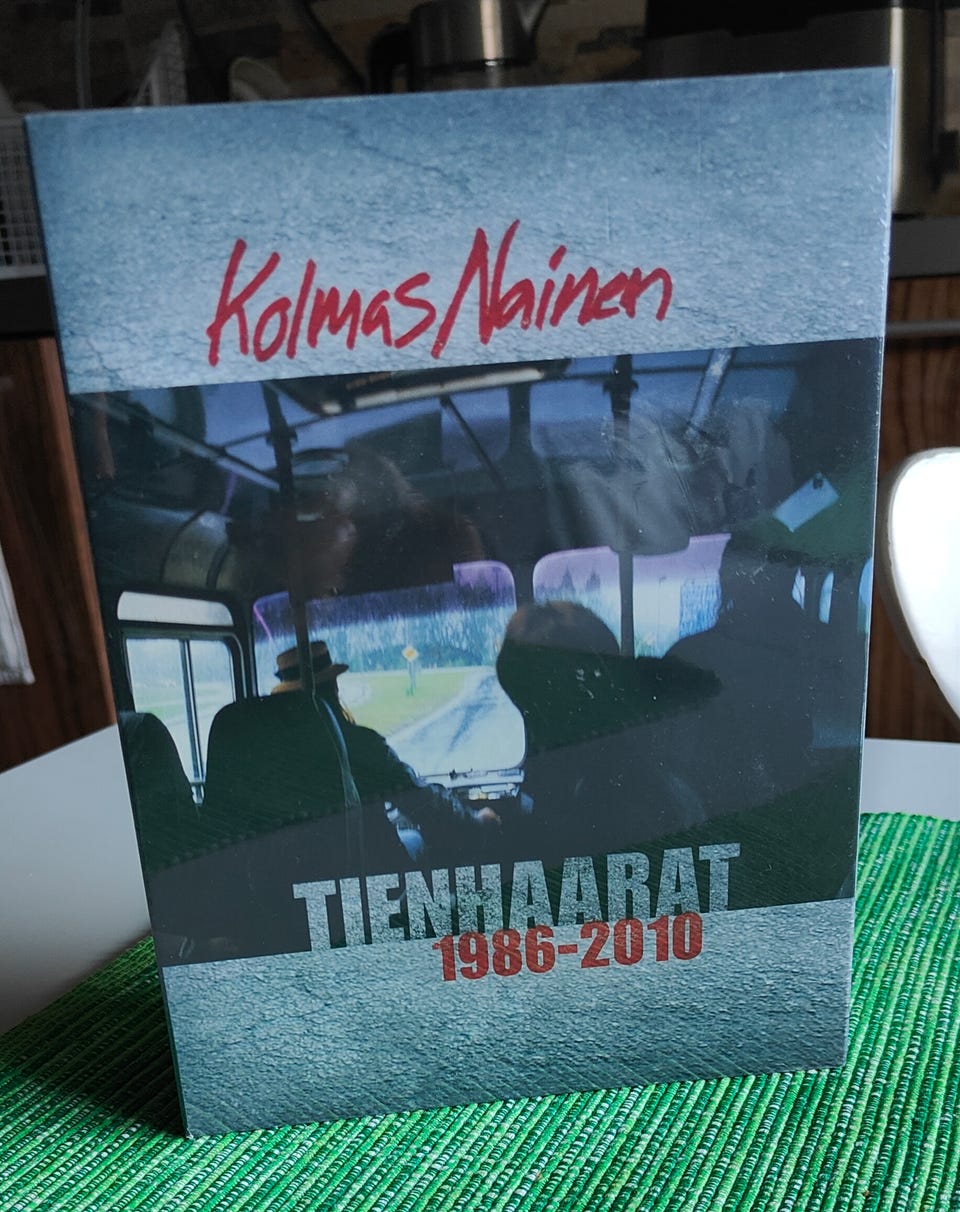 Kolmas Nainen
TIENHAARAT
1986-2010